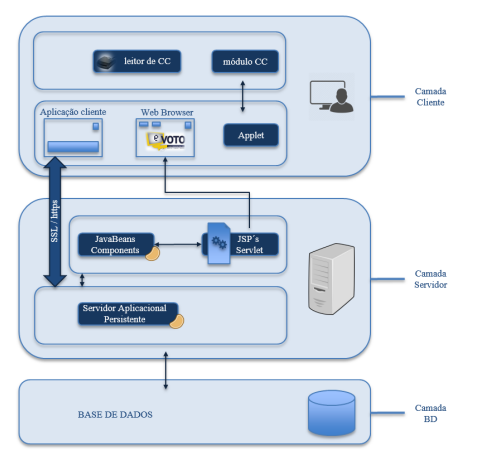 leitor de CC
módulo CC
Camada
Cliente
Aplicação cliente
Web Browser
e
VOTO
Applet
SSL / https
JavaBeans
Components
JSP´s
Servlet
Camada
Servidor
Servidor Aplicacional
Persistente
BASE DE DADOS
Camada
BD